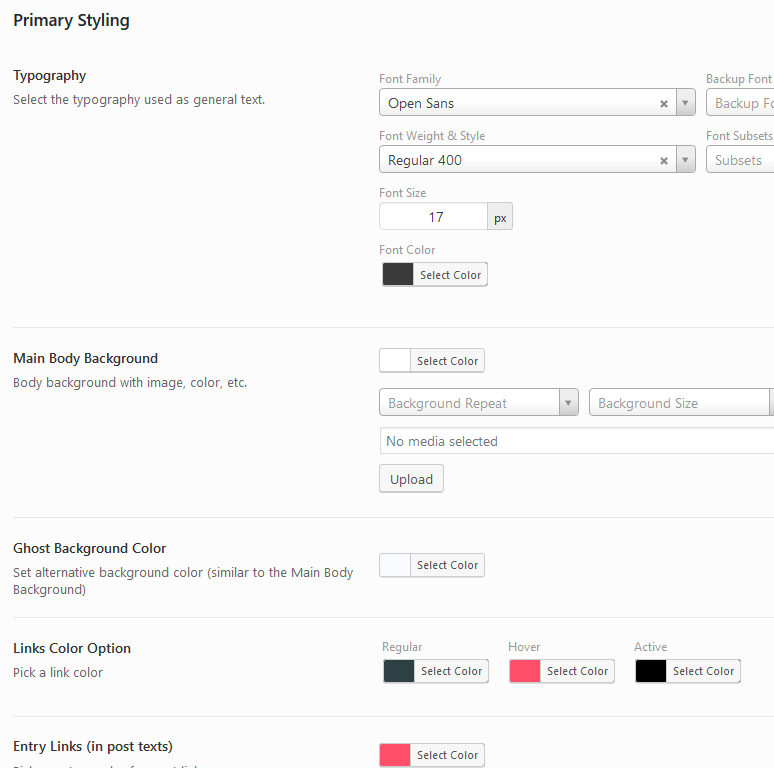 Primary Styling
Typography
Select the typography used as general text.
Font Family
Backup Font
Open Sans
Backup
Font Weight & Style
Font Subsets
Regular 400
Subsets
Font Size
17 px
Font Color
Select Color
Main Body Background
Body background with image, color, etc.
Select Color
Background Repeat
Background Size
No media selected
Upload
Ghost Background Color
Set alternative background color (similar to the Main Body
Background)
Select Color
Links Color Option
Pick a link color
Regular
Hover
Active
Select Color
Select Color
Select Color
Entry Links (in post texts)
Select Color